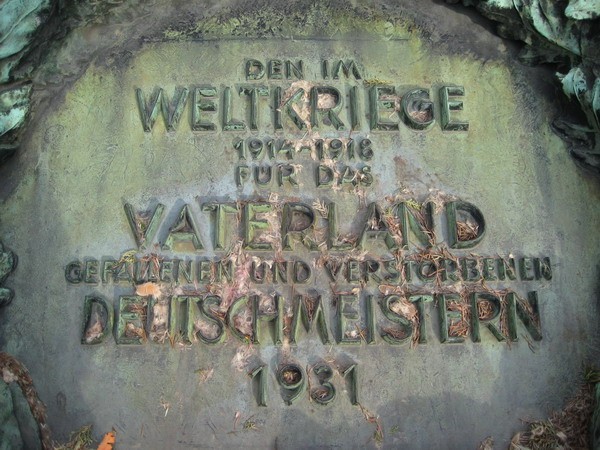 DEN IM
WELTKRIEGE
1914-1918
FÜR DAS
VATERLAND
GEFALLENEN UND VERSTORBENEN
DEUTSCHMEISTERN
1931